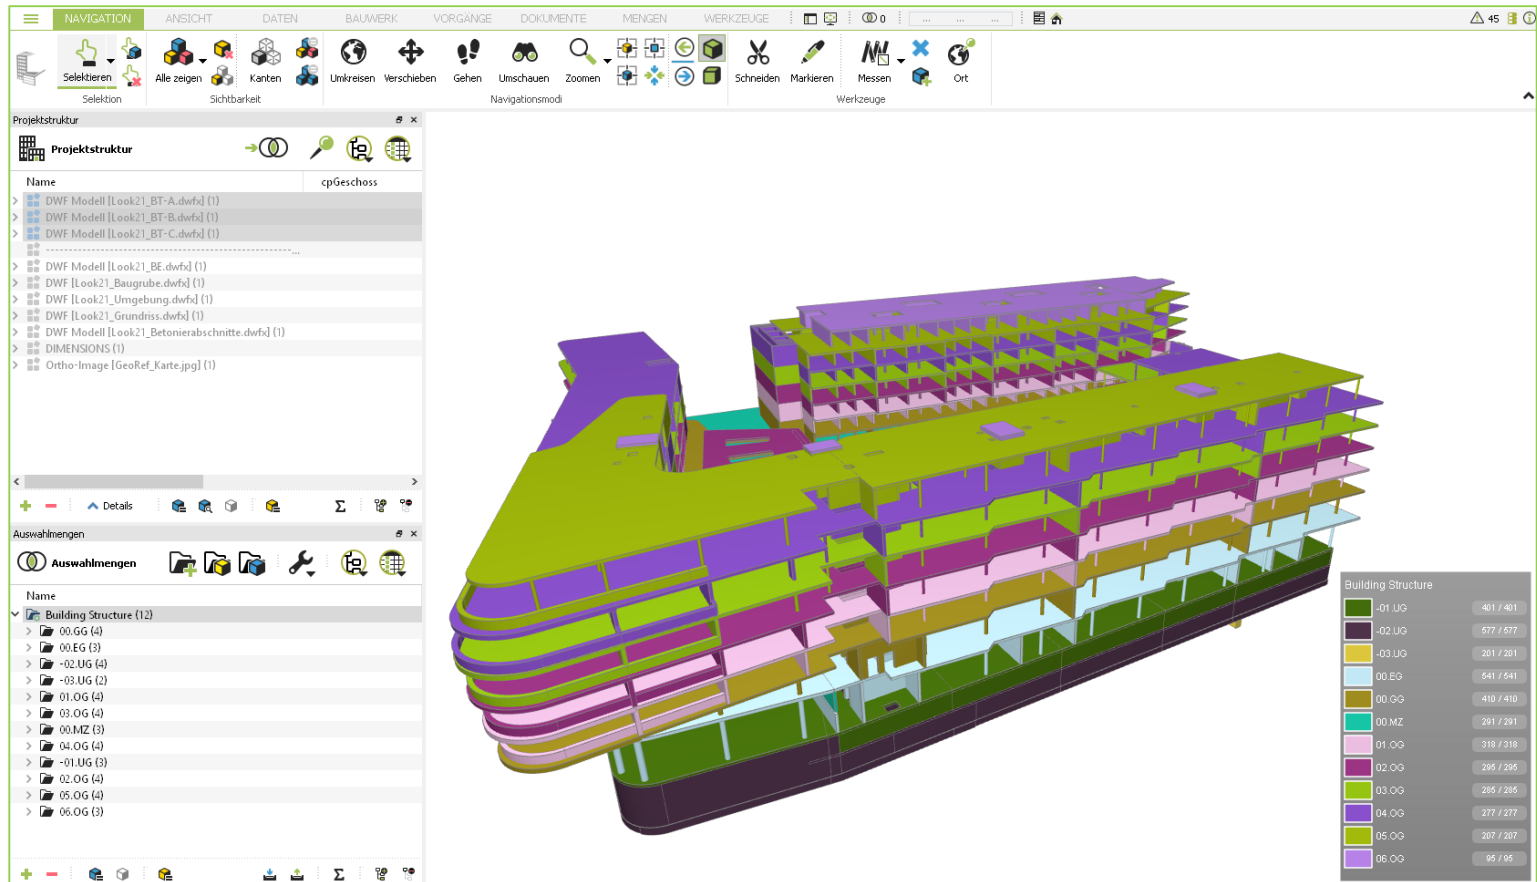 NAVIGATION ANSICHT DATEN BAUWERK VORGÄNGE DOKUMENTE MENGEN WERKZEUGE 0 ... ... ... 45
Selektieren Alle zeigen Kanten Umkreisen Verschieben Gehen Umschauen Zoomen Schneiden Markieren Messen Ort
Selektion Sichtbarkeit Navigationsmodi Werkzeuge
Projektstruktur
Projektstruktur
Name cpGeschoss
DWF Modell [Look21_BT-A.dwfx] (1)
DWF Modell [Look21_BT-B.dwfx] (1)
DWF Modell [Look21_BT-C.dwfx] (1)
-----------------------------------------------------...
DWF Modell [Look21_BE.dwfx] (1)
DWF [Look21_Baugrube.dwfx] (1)
DWF [Look21_Umgebung.dwfx] (1)
DWF [Look21_Grundriss.dwfx] (1)
DWF Modell [Look21_Betonierabschnitte.dwfx] (1)
DIMENSIONS (1)
Ortho-Image [GeoRef_Karte.jpg] (1)
Details Σ
Auswahlmengen
Auswahlmengen
Name
Building Structure (12)
00.GG (4)
00.EG (3)
-02.UG (4)
-03.UG (2)
01.OG (4)
03.OG (4)
00.MZ (3)
04.OG (4)
-01.UG (3)
02.OG (4)
05.OG (4)
06.OG (3)
Σ
Building Structure
-01.UG 401 / 401
-02.UG 577 / 577
-03.UG 201 / 201
00.EG 541 / 541
00.GG 410 / 410
00.MZ 291 / 291
01.OG 318 / 318
02.OG 295 / 295
03.OG 285 / 285
04.OG 277 / 277
05.OG 207 / 207
06.OG 95 / 95